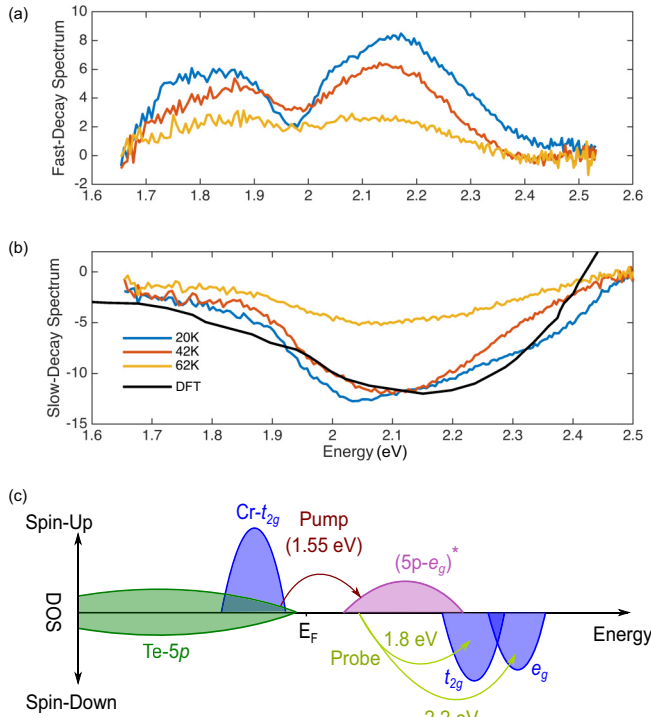 (a)
Fast-Decay Spectrum
10
8
6
4
2
0
-2
1.6 1.7 1.8 1.9 2 2.1 2.2 2.3 2.4 2.5 2.6
(b)
Slow-Decay Spectrum
0
-5
-10
-15
20K
42K
62K
DFT
1.6 1.7 1.8 1.9 2 2.1 2.2 2.3 2.4 2.5
Energy (eV)
(c)
Spin-Up
DOS
Spin-Down
Cr-t2g
Pump
(1.55 eV)
(5p-eg)*
Te-5p
EF
Energy
Probe
1.8 eV
t2g
eg
2.2 eV